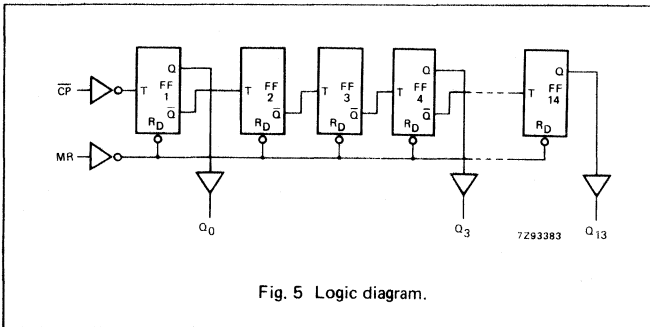 CP
T
FF
1
Q
Q
RD
T
FF
2
Q
RD
T
FF
3
Q
RD
T
FF
4
Q
Q
RD
T
FF
14
Q
RD
MR
Q0
Q3
7Z93383
Q13
Fig. 5 Logic diagram.